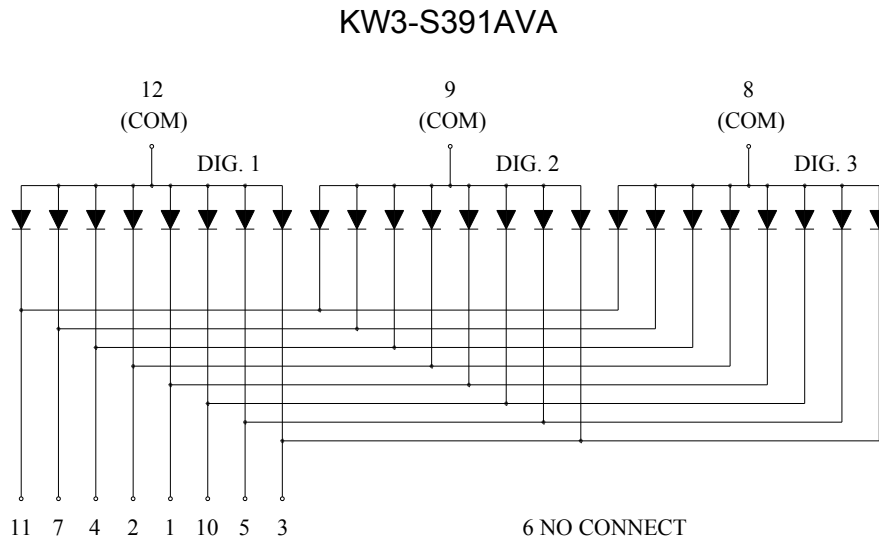 KW3-S391AVA
12 9 8
(COM) (COM) (COM)
DIG. 1 DIG. 2 DIG. 3
11 7 4 2 1 10 5 3 6 NO CONNECT